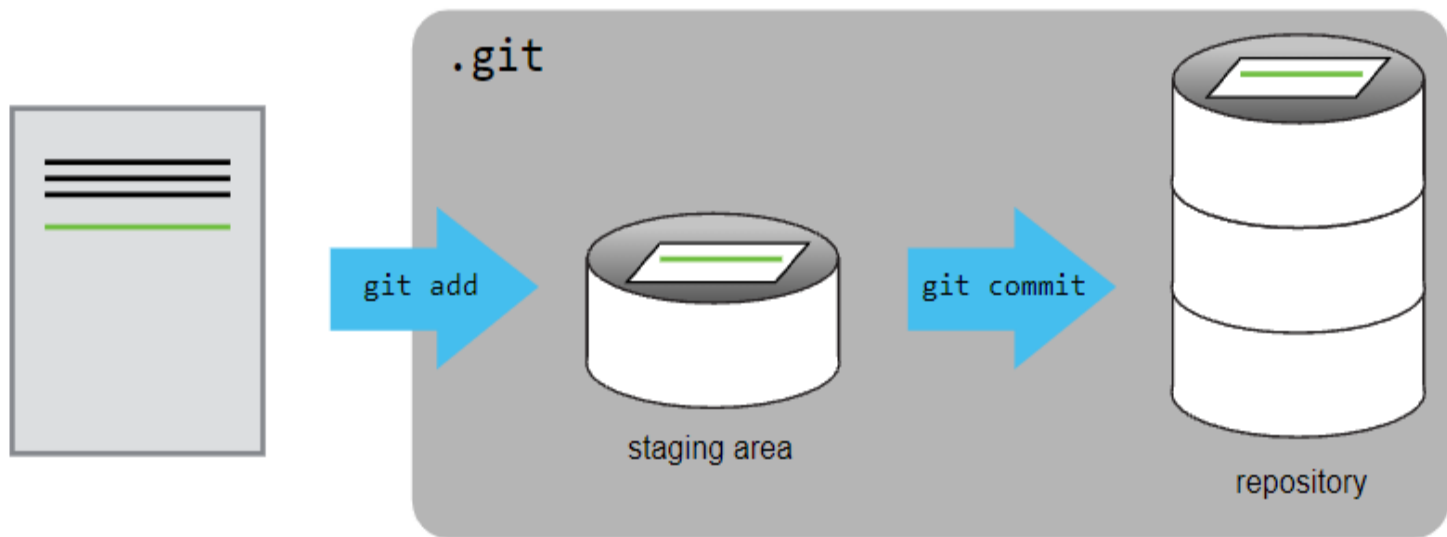 .git
git add
git commit
staging area
repository